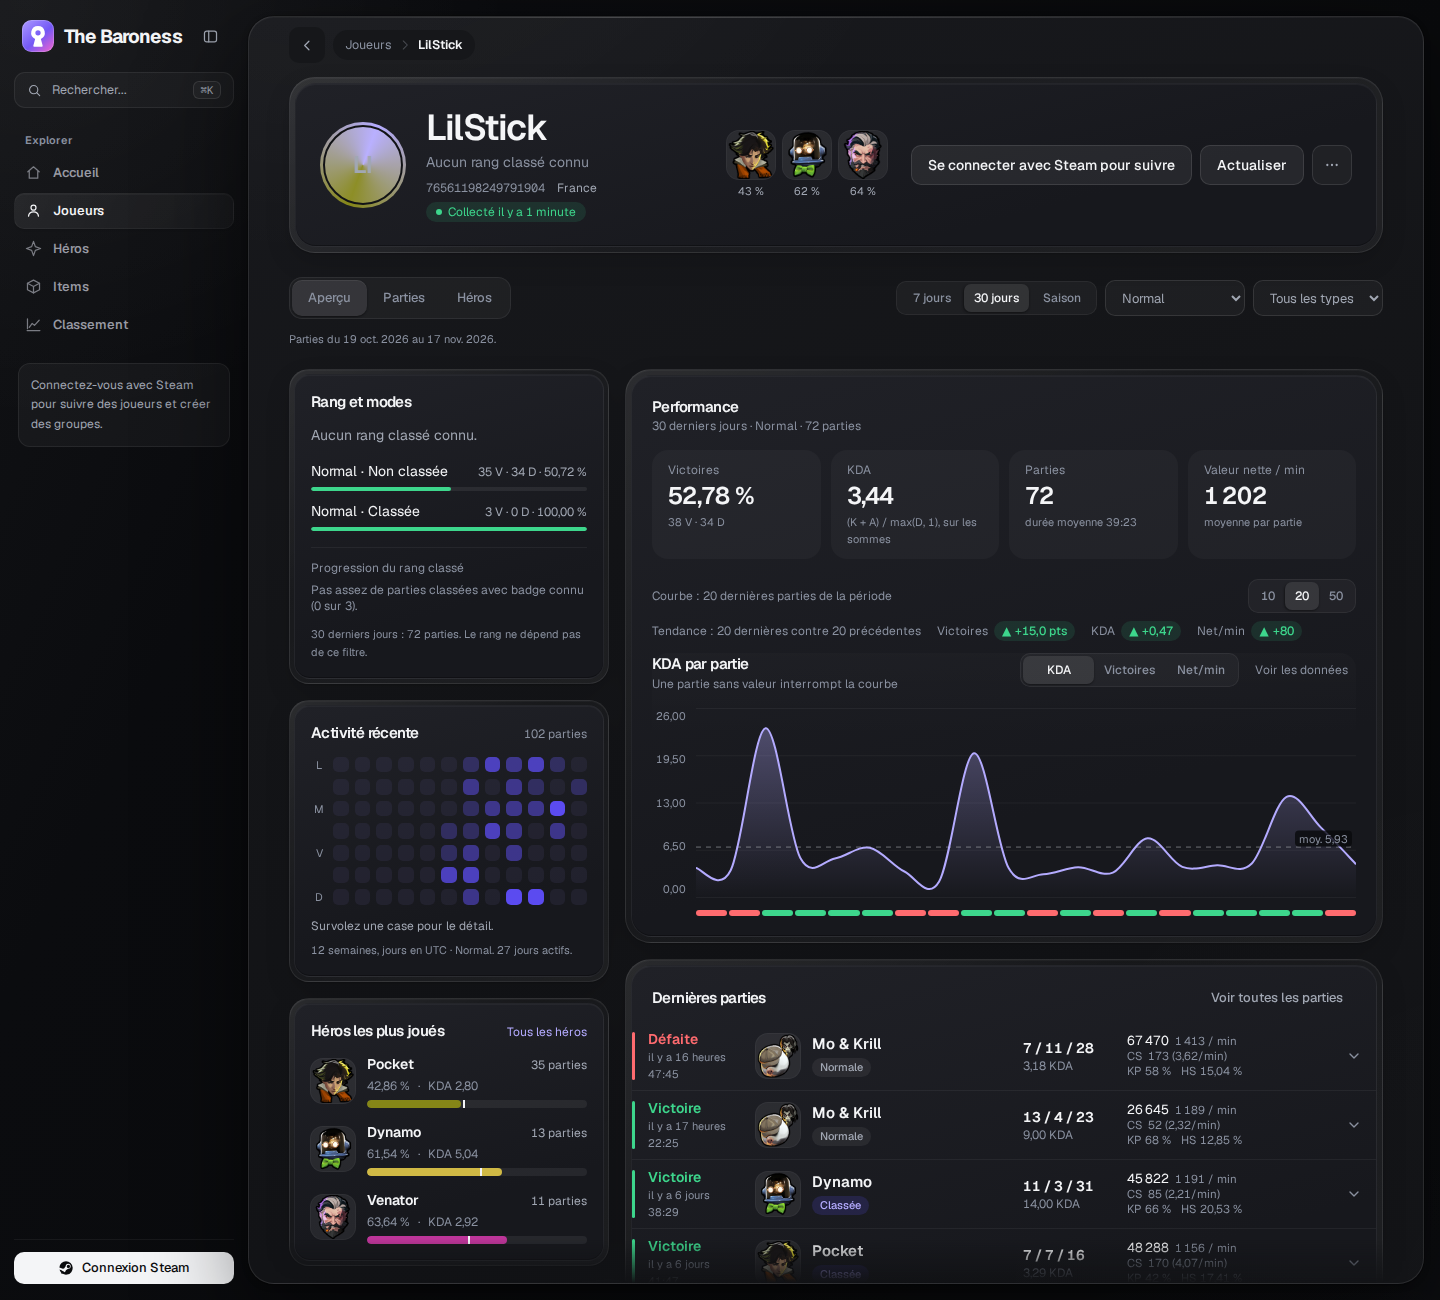 The Baroness
Rechercher...
⌘K
Explorer
Accueil
Joueurs
Héros
Items
Classement
Connectez-vous avec Steam
pour suivre des joueurs et créer
des groupes.
Connexion Steam
Joueurs
LilStick
LilStick
Aucun rang classé connu
76561198249791904 France
Collecté il y a 1 minute
43 %
62 %
64 %
Se connecter avec Steam pour suivre
Actualiser
...
Aperçu
Parties
Héros
7 jours
30 jours
Saison
Normal
Tous les types
Parties du 19 oct. 2026 au 17 nov. 2026.
Rang et modes
Aucun rang classé connu.
Normal · Non classée
35 V · 34 D · 50,72 %
Normal · Classée
3 V · 0 D · 100,00 %
Progression du rang classé
Pas assez de parties classées avec badge connu
(0 sur 3).
30 derniers jours : 72 parties. Le rang ne dépend pas
de ce filtre.
Activité récente
102 parties
L
M
V
D
Survolez une case pour le détail.
12 semaines, jours en UTC · Normal. 27 jours actifs.
Héros les plus joués
Tous les héros
Pocket
35 parties
42,86 % · KDA 2,80
Dynamo
13 parties
61,54 % · KDA 5,04
Venator
11 parties
63,64 % · KDA 2,92
Performance
30 derniers jours · Normal · 72 parties
Victoires
52,78 %
38 V · 34 D
KDA
3,44
(K + A) / max(D, 1), sur les
sommes
Parties
72
durée moyenne 39:23
Valeur nette / min
1 202
moyenne par partie
Courbe : 20 dernières parties de la période
10
20
50
Tendance : 20 dernières contre 20 précédentes
Victoires ▲ +15,0 pts
KDA ▲ +0,47
Net/min ▲ +80
KDA par partie
Une partie sans valeur interrompt la courbe
KDA
Victoires
Net/min
Voir les données
26,00
19,50
13,00
6,50
0,00
moy. 5,93
Dernières parties
Voir toutes les parties
Défaite
il y a 16 heures
47:45
Mo & Krill
Normale
7 / 11 / 28
3,18 KDA
67 470 1 413 / min
CS 173 (3,62/min)
KP 58 % HS 15,04 %
Victoire
il y a 17 heures
22:25
Mo & Krill
Normale
13 / 4 / 23
9,00 KDA
26 645 1 189 / min
CS 52 (2,32/min)
KP 68 % HS 12,85 %
Victoire
il y a 6 jours
38:29
Dynamo
Classée
11 / 3 / 31
14,00 KDA
45 822 1 191 / min
CS 85 (2,21/min)
KP 66 % HS 20,53 %
Victoire
il y a 6 jours
Pocket
Classée
7 / 7 / 16
3,29 KDA
48 288 1 156 / min
CS 170 (4,07/min)
KP 42 % HS 17,41 %